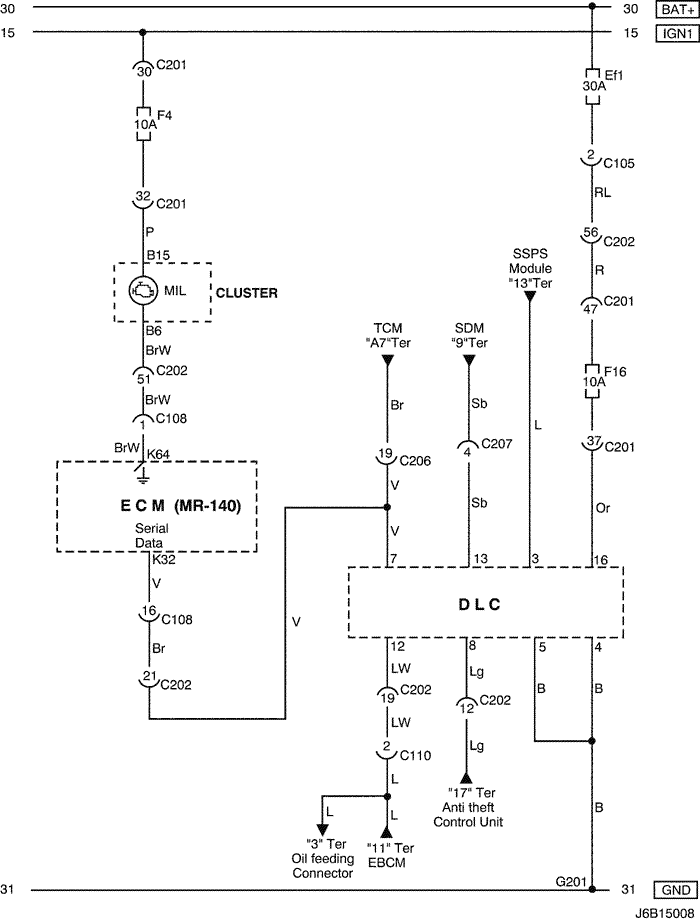 30
30 BAT+
15
15 IGN1
30 C201
Ef1
30A
F4
10A
2 C105
RL
32 C201
P
56 C202
B15
R
SSPS
Module
"13"Ter
MIL
CLUSTER
C201
47
B6
TCM
"A7"Ter
SDM
"9"Ter
BrW
C202
51
F16
10A
BrW
Br
Sb
C108
1
L
37 C201
BrW
K64
19 C206
C207
4
V
E C M (MR-140)
Sb
Or
Serial
Data
V
K32
7
13
3
16
V
16 C108
D L C
V
Br
12
8
5
4
21 C202
LW
Lg
B
B
C202
19
C202
12
LW
Lg
2 C110
L
"17" Ter
Anti theft
Control Unit
L
L
B
"3" Ter
Oil feeding
Connector
"11" Ter
EBCM
G201
31
31 GND
J6B15008